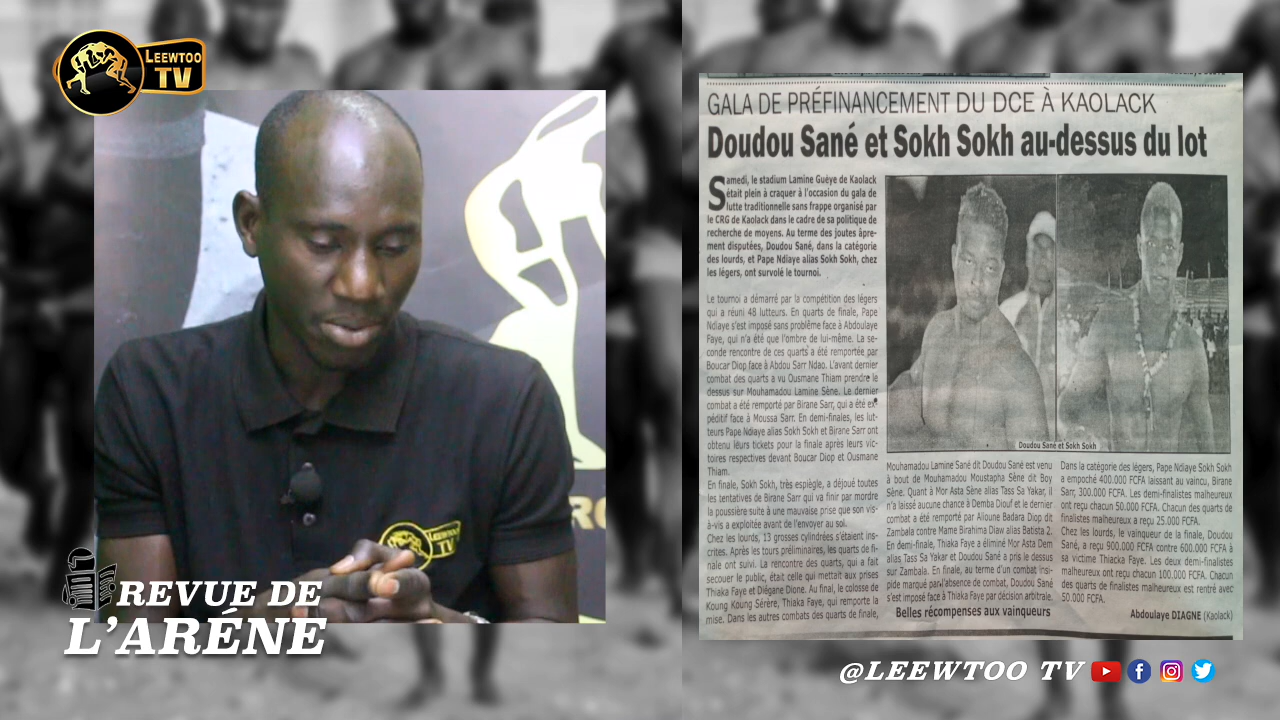 LEEWTOO
TV
LEEWTOO
TV
REVUE DE
L'ARÉNE
GALA DE PRÉFINANCEMENT DU DCE À KAOLACK
Doudou Sané et Sokh Sokh au-dessus du lot
Samedi, le stadium Lamine Guèye de Kaolack
était plein à craquer à l'occasion du gala de
lutte traditionnelle sans frappe organisé par
le CRG de Kaolack dans le cadre de sa politique de
recherche de moyens. Au terme des joutes âpre-
ment disputées, Doudou Sané, dans la catégorie
des lourds, et Pape Ndiaye alias Sokh Sokh, chez
les légers, ont survolé le tournoi.
Le tournoi a démarré par la compétition des légers
qui a réuni 48 lutteurs. En quarts de finale, Pape
Ndiaye s'est imposé sans problème face à Abdoulaye
Faye, qui n'a été que l'ombre de lui-même. La se-
conde rencontre de ces quarts a été remportée par
Boucar Diop face à Abdou Sarr Ndao. L'avant dernier
combat des quarts a vu Ousmane Thiam prendre le
dessus sur Mouhamadou Lamine Sène. Le dernier
combat a été remporté par Birane Sarr, qui a été ex-
péditif face à Moussa Sarr. En demi-finales, les lut-
teurs Pape Ndiaye alias Sokh Sokh et Birane Sarr ont
obtenu leurs tickets pour la finale après leurs vic-
toires respectives devant Boucar Diop et Ousmane
Thiam.
En finale, Sokh Sokh, très espiègle, a déjoué toutes
les tentatives de Birane Sarr qui va finir par mordre
la poussière suite à une mauvaise prise que son vis-
à-vis a exploitée avant de l'envoyer au sol.
Chez les lourds, 13 grosses cylindrées s'étaient ins-
crites. Après les tours préliminaires, les quarts de fi-
nale ont suivi. La rencontre des quarts, qui a fait
secouer le public, était celle qui mettait aux prises
Thiaka Faye et Diégane Dione. Au final, le colosse de
Koung Koung Sérère, Thiaka Faye, qui remporte la
mise. Dans les autres combats des quarts de finale,
Doudou Sané et Sokh Sokh
Mouhamadou Lamine Sané dit Doudou Sané est venu
à bout de Mouhamadou Moustapha Sène dit Boy
Sène. Quant à Mor Asta Sène alias Tass Sa Yakar, il
n'a laissé aucune chance à Demba Diouf et le dernier
combat a été remporté par Alioune Badara Diop dit
Zambala contre Mame Birahima Diaw alias Batista 2.
En demi-finale, Thiaka Faye a éliminé Mor Asta Dem
alias Tass Sa Yakar et Doudou Sané a pris le dessus
sur Zambala. En finale, au terme d'un combat insi-
pide marqué par l'absence de combat, Doudou Sané
s'est imposé face à Thiaka Faye par décision arbitrale.
Belles récompenses aux vainqueurs
Dans la catégorie des légers, Pape Ndiaye Sokh Sokh
a empoché 400.000 FCFA laissant au vaincu, Birane
Sarr, 300.000 FCFA. Les demi-finalistes malheureux
ont reçu chacun 50.000 FCFA. Chacun des quarts de
finalistes malheureux a reçu 25.000 FCFA.
Chez les lourds, le vainqueur de la finale, Doudou
Sané, a reçu 900.000 FCFA contre 600.000 FCFA à
sa victime Thiacka Faye. Les deux demi-finalistes
malheureux ont reçu chacun 100.000 FCFA. Chacun
des quarts de finalistes malheureux est rentré avec
50.000 FCFA.
Abdoulaye DIAGNE (Kaolack)
@LEEWTOO TV